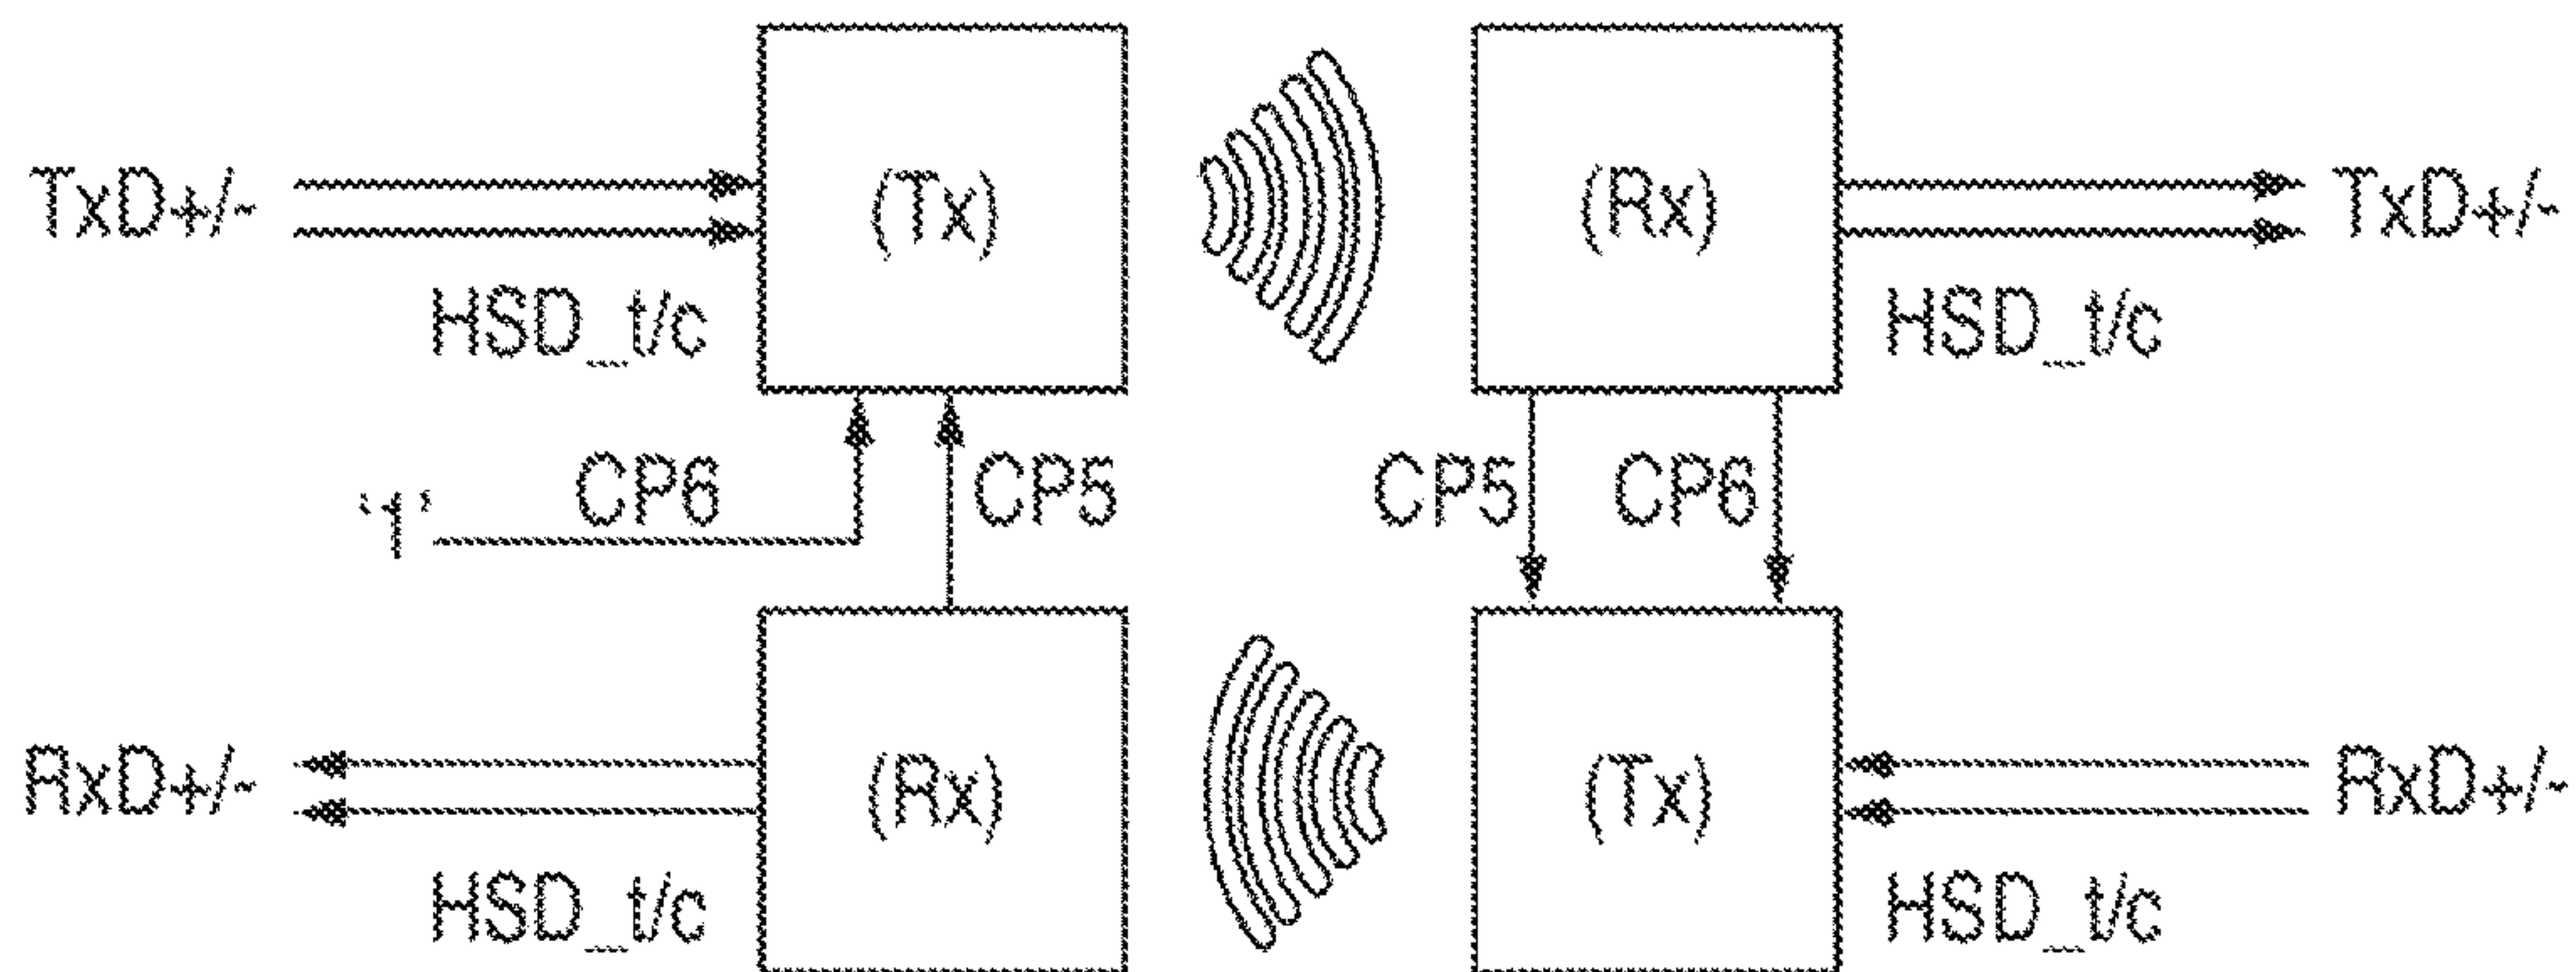 TxD+/- (Tx) (Rx) TxD+/-
HSD_t/c HSD_t/c
'1' CP6 CP5 CP5 CP6
RxD+/- (Rx) (Tx) RxD+/-
HSD_t/c HSD_t/c